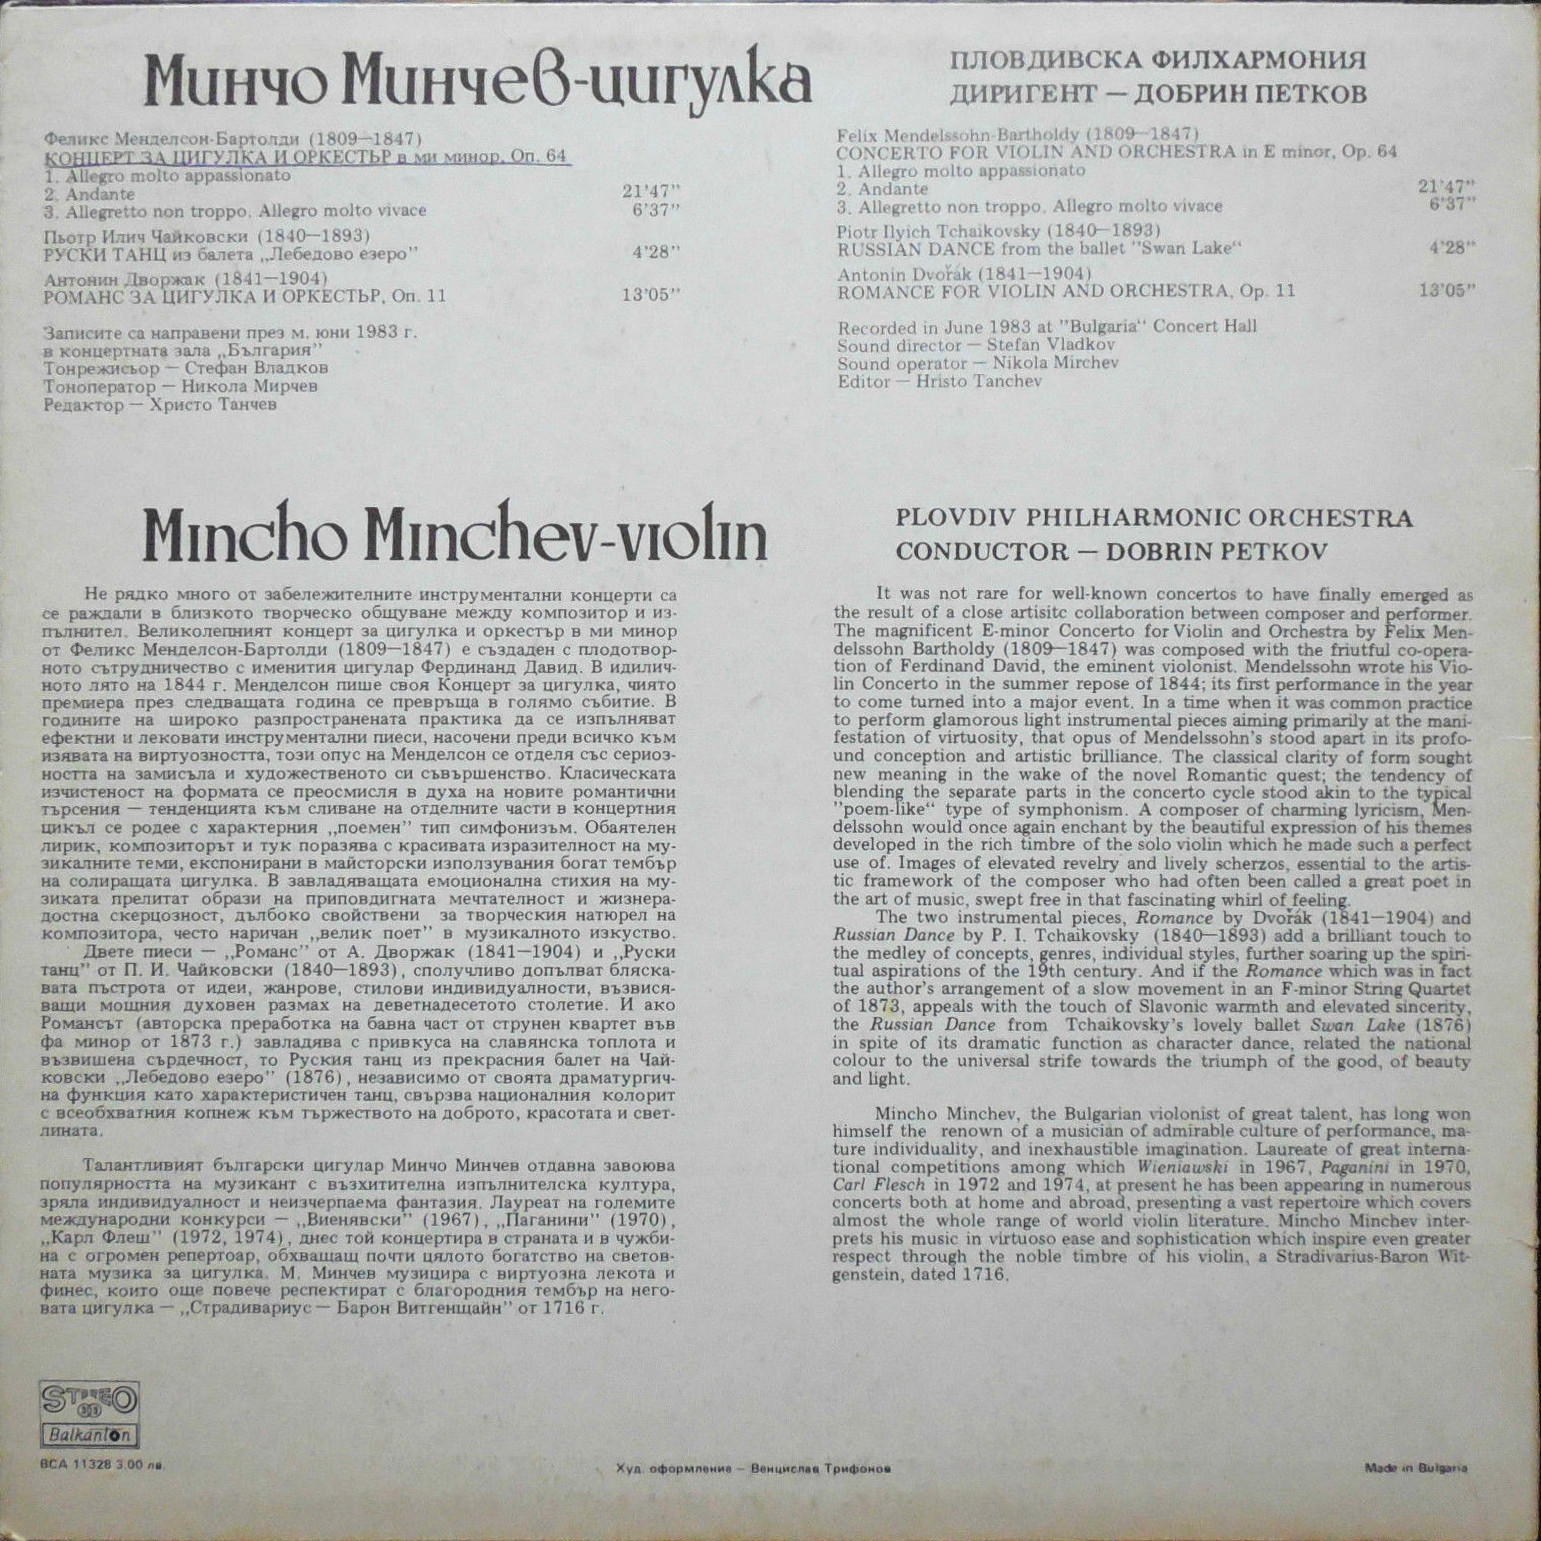 Минчо Минчев-цигулка
ПЛОВДИВСКА ФИЛХАРМОНИЯ
ДИРИГЕНТ — ДОБРИН ПЕТКОВ
Феликс Менделсон-Бартолди (1809—1847)
КОНЦЕРТ ЗА ЦИГУЛКА И ОРКЕСТЬР в ми минор, Оп. 64
1. Allegro molto appassionato
2. Andante 21'47''
3. Allegretto non troppo. Allegro molto vivace 6'37''
Пьотр Илич Чайковски (1840—1893)
РУСКИ ТАНЦ из балета „Лебедово езеро'' 4'28''
Антонин Дворжак (1841—1904)
РОМАНС ЗА ЦИГУЛКА И ОРКЕСТЬР, Оп. 11 13'05''
Записите са направени през м. юни 1983 г.
в концертната зала „България''
Тонрежисьор — Стефан Владков
Тоноператор — Никола Мирчев
Редактор — Христо Танчев
Felix Mendelssohn-Bartholdy (1809—1847)
CONCERTO FOR VIOLIN AND ORCHESTRA in E minor, Op. 64
1. Allegro molto appassionato
2. Andante 21'47''
3. Allegretto non troppo. Allegro molto vivace 6'37''
Piotr Ilyich Tchaikovsky (1840—1893)
RUSSIAN DANCE from the ballet ''Swan Lake“ 4'28''
Antonin Dvořák (1841—1904)
ROMANCE FOR VIOLIN AND ORCHESTRA, Op. 11 13'05''
Recorded in June 1983 at ''Bulgaria“ Concert Hall
Sound director — Stefan Vladkov
Sound operator — Nikola Mirchev
Editor — Hristo Tanchev
Mincho Minchev-violin
PLOVDIV PHILHARMONIC ORCHESTRA
CONDUCTOR — DOBRIN PETKOV
Не рядко много от забележителните инструментални концерти са
се раждали в близкото творческо общуване между композитор и из-
пълнител. Великолепният концерт за цигулка и оркестър в ми минор
от Феликс Менделсон-Бартолди (1809—1847) е създаден с плодотвор-
ното сътрудничество с именития цигулар Фердинанд Давид. В идилич-
ното лято на 1844 г. Менделсон пише своя Концерт за цигулка, чиято
премиера през следващата година се превръща в голямо събитие. В
годините на широко разпространената практика да се изпълняват
ефектни и лековати инструментални пиеси, насочени преди всичко към
изявата на виртуозността, този опус на Менделсон се отделя със сериоз-
ността на замисъла и художественото си съвършенство. Класическата
изчистеност на формата се преосмисля в духа на новите романтични
търсения — тенденцията към сливане на отделните части в концертния
цикъл се родее с характерния „поемен'' тип симфонизъм. Обаятелен
лирик, композиторът и тук поразява с красивата изразителност на му-
зикалните теми, експонирани в майсторски използувания богат тембър
на солиращата цигулка. В завладяващата емоционална стихия на му-
зиката прелитат образи на приповдигната мечтателност и жизнера-
достна скерцозност, дълбоко свойствени за творческия натюрел на
композитора, често наричан „велик поет'' в музикалното изкуство.
Двете пиеси — „Романс'' от А. Дворжак (1841—1904) и „Руски
танц'' от П. И. Чайковски (1840—1893), сполучливо допълват бляска-
вата пъстрота от идеи, жанрове, стилови индивидуалности, възвися-
ващи мощния духовен размах на деветнадесетото столетие. И ако
Романсът (авторска преработка на бавна част от струнен квартет във
фа минор от 1873 г.) завладява с привкуса на славянска топлота и
възвишена сърдечност, то Руския танц из прекрасния балет на Чай-
ковски „Лебедово езеро'' (1876), независимо от своята драматургич-
на функция като характеристичен танц, свързва националния колорит
с всеобхватния копнеж към тържеството на доброто, красотата и свет-
лината.
Талантливият български цигулар Минчо Минчев отдавна завоюва
популярността на музикант с възхитителна изпълнителска култура,
зряла индивидуалност и неизчерпаема фантазия. Лауреат на големите
международни конкурси — „Виенявски'' (1967), „Паганини'' (1970),
„Карл Флеш'' (1972, 1974), днес той концертира в страната и в чужби-
на с огромен репертоар, обхващащ почти цялото богатство на светов-
ната музика за цигулка. М. Минчев музицира с виртуозна лекота и
финес, които още повече респектират с благородния тембър на него-
вата цигулка — „Страдивариус — Барон Витгенщайн'' от 1716 г.
It was not rare for well-known concertos to have finally emerged as
the result of a close artisitc collaboration between composer and performer.
The magnificent E-minor Concerto for Violin and Orchestra by Felix Men-
delssohn Bartholdy (1809—1847) was composed with the friutful co-opera-
tion of Ferdinand David, the eminent violonist. Mendelssohn wrote his Vio-
lin Concerto in the summer repose of 1844; its first performance in the year
to come turned into a major event. In a time when it was common practice
to perform glamorous light instrumental pieces aiming primarily at the mani-
festation of virtuosity, that opus of Mendelssohn's stood apart in its profo-
und conception and artistic brilliance. The classical clarity of form sought
new meaning in the wake of the novel Romantic quest; the tendency of
blending the separate parts in the concerto cycle stood akin to the typical
''poem-like“ type of symphonism. A composer of charming lyricism, Men-
delssohn would once again enchant by the beautiful expression of his themes
developed in the rich timbre of the solo violin which he made such a perfect
use of. Images of elevated revelry and lively scherzos, essential to the artis-
tic framework of the composer who had often been called a great poet in
the art of music, swept free in that fascinating whirl of feeling.
The two instrumental pieces, Romance by Dvořák (1841—1904) and
Russian Dance by P. I. Tchaikovsky (1840—1893) add a brilliant touch to
the medley of concepts, genres, individual styles, further soaring up the spiri-
tual aspirations of the 19th century. And if the Romance which was in fact
the author's arrangement of a slow movement in an F-minor String Quartet
of 1873, appeals with the touch of Slavonic warmth and elevated sincerity,
the Russian Dance from Tchaikovsky's lovely ballet Swan Lake (1876)
in spite of its dramatic function as character dance, related the national
colour to the universal strife towards the triumph of the good, of beauty
and light.
Mincho Minchev, the Bulgarian violonist of great talent, has long won
himself the renown of a musician of admirable culture of performance, ma-
ture individuality, and inexhaustible imagination. Laureate of great interna-
tional competitions among which Wieniawski in 1967, Paganini in 1970,
Carl Flesch in 1972 and 1974, at present he has been appearing in numerous
concerts both at home and abroad, presenting a vast repertoire which covers
almost the whole range of world violin literature. Mincho Minchev inter-
prets his music in virtuoso ease and sophistication which inspire even greater
respect through the noble timbre of his violin, a Stradivarius-Baron Wit-
genstein, dated 1716.
STEREO
33
Balkanton
ВСА 11328 3.00 лв.
Худ. оформление — Венцислав Трифонов
Made in Bulgaria